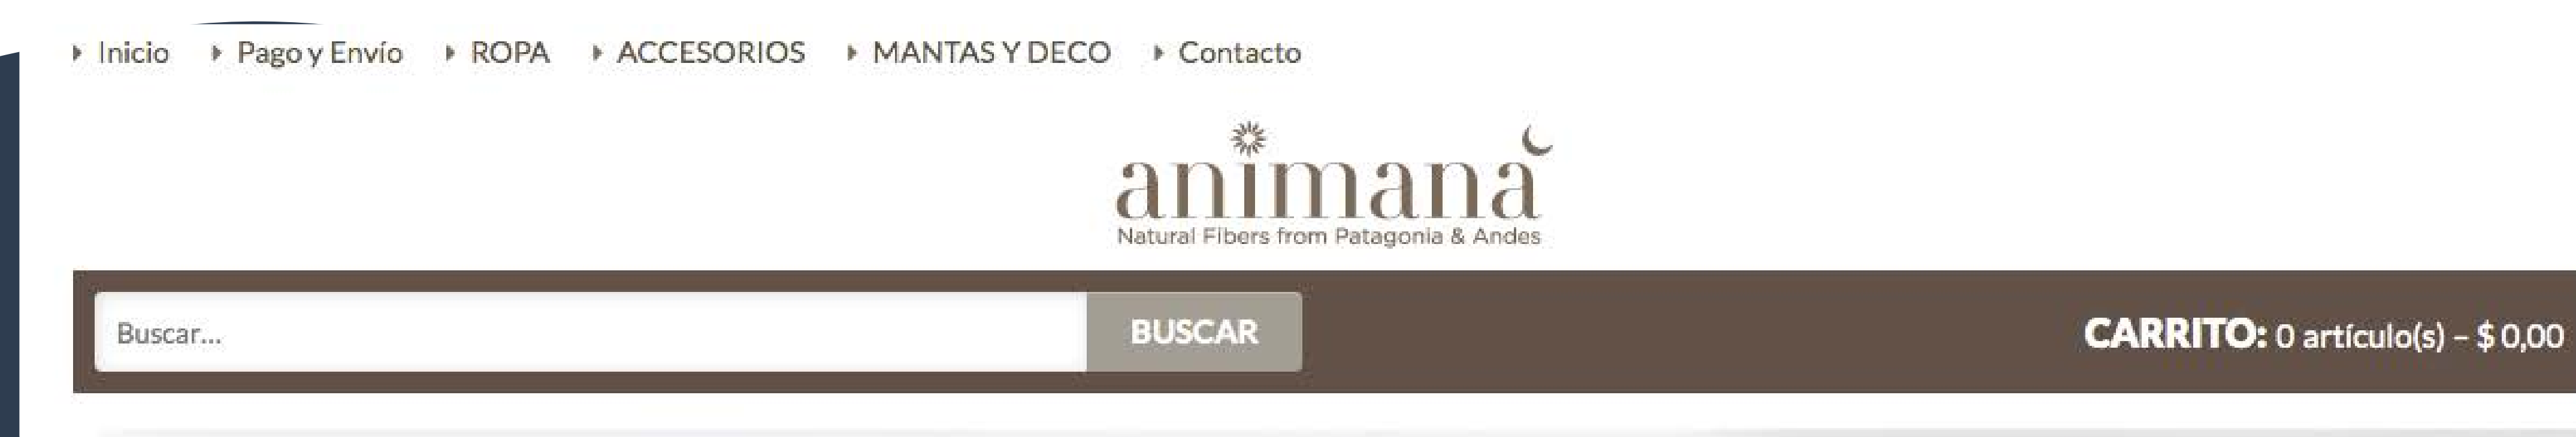 Inicio Pago y Envío ROPA ACCESORIOS MANTAS Y DECO Contacto
animaná
Natural Fibers from Patagonia & Andes
Buscar... BUSCAR CARRITO: 0 artículo(s) – $ 0,00